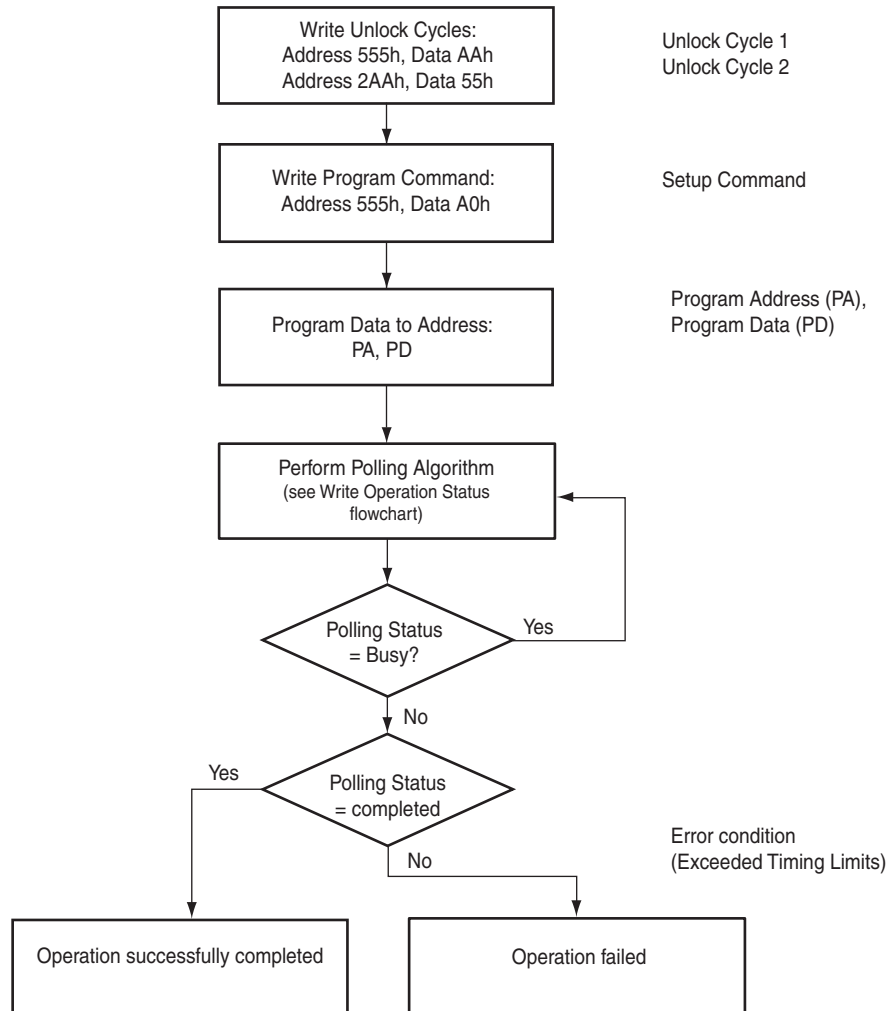 Write Unlock Cycles:
Address 555h, Data AAh
Address 2AAh, Data 55h
Unlock Cycle 1
Unlock Cycle 2
Write Program Command:
Address 555h, Data A0h
Setup Command
Program Data to Address:
PA, PD
Program Address (PA),
Program Data (PD)
Perform Polling Algorithm
(see Write Operation Status
flowchart)
Polling Status
= Busy?
Yes
No
Polling Status
= completed
Yes
No
Error condition
(Exceeded Timing Limits)
Operation successfully completed
Operation failed